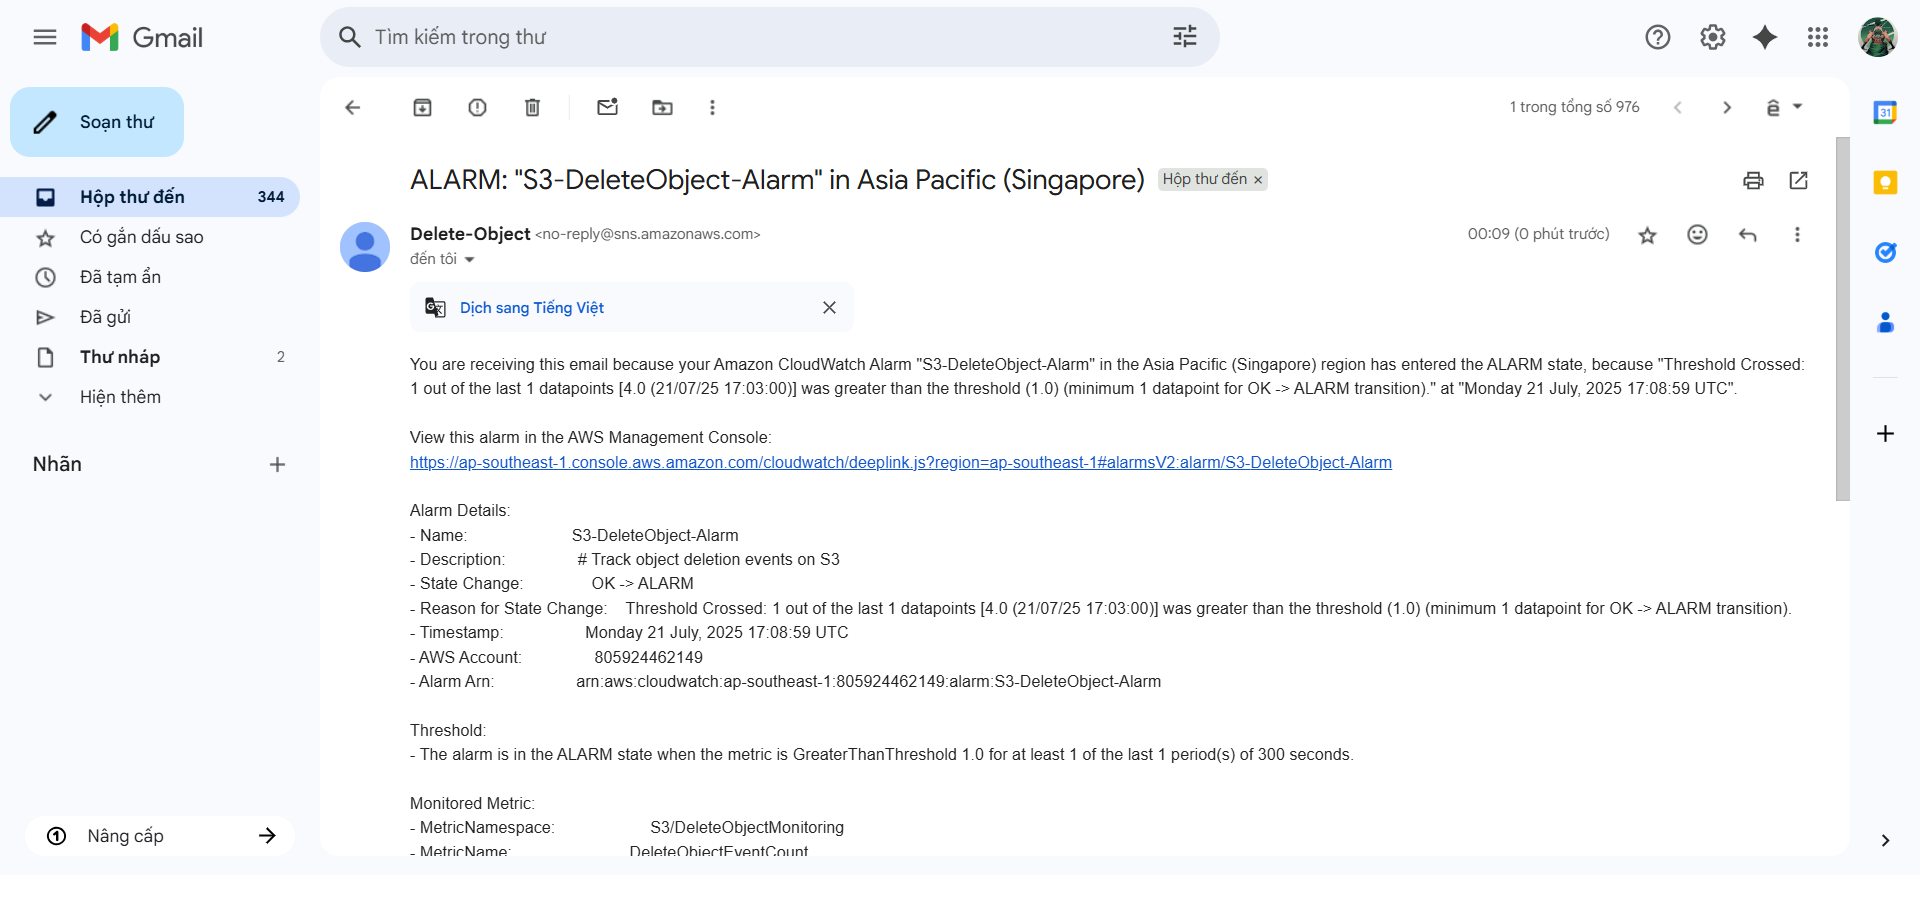 Gmail
Tìm kiếm trong thư
Soạn thư
Hộp thư đến 344
Có gắn dấu sao
Đã tạm ẩn
Đã gửi
Thư nháp 2
Hiện thêm
Nhãn
Nâng cấp
1 trong tổng số 976
ALARM: "S3-DeleteObject-Alarm" in Asia Pacific (Singapore) Hộp thư đến ×
Delete-Object <no-reply@sns.amazonaws.com> 00:09 (0 phút trước)
đến tôi
Dịch sang Tiếng Việt
You are receiving this email because your Amazon CloudWatch Alarm "S3-DeleteObject-Alarm" in the Asia Pacific (Singapore) region has entered the ALARM state, because "Threshold Crossed:
1 out of the last 1 datapoints [4.0 (21/07/25 17:03:00)] was greater than the threshold (1.0) (minimum 1 datapoint for OK -> ALARM transition)." at "Monday 21 July, 2025 17:08:59 UTC".
View this alarm in the AWS Management Console:
https://ap-southeast-1.console.aws.amazon.com/cloudwatch/deeplink.js?region=ap-southeast-1#alarmsV2:alarm/S3-DeleteObject-Alarm
Alarm Details:
- Name: S3-DeleteObject-Alarm
- Description: # Track object deletion events on S3
- State Change: OK -> ALARM
- Reason for State Change: Threshold Crossed: 1 out of the last 1 datapoints [4.0 (21/07/25 17:03:00)] was greater than the threshold (1.0) (minimum 1 datapoint for OK -> ALARM transition).
- Timestamp: Monday 21 July, 2025 17:08:59 UTC
- AWS Account: 805924462149
- Alarm Arn: arn:aws:cloudwatch:ap-southeast-1:805924462149:alarm:S3-DeleteObject-Alarm
Threshold:
- The alarm is in the ALARM state when the metric is GreaterThanThreshold 1.0 for at least 1 of the last 1 period(s) of 300 seconds.
Monitored Metric:
- MetricNamespace: S3/DeleteObjectMonitoring
- MetricName: DeleteObjectEventCount
31